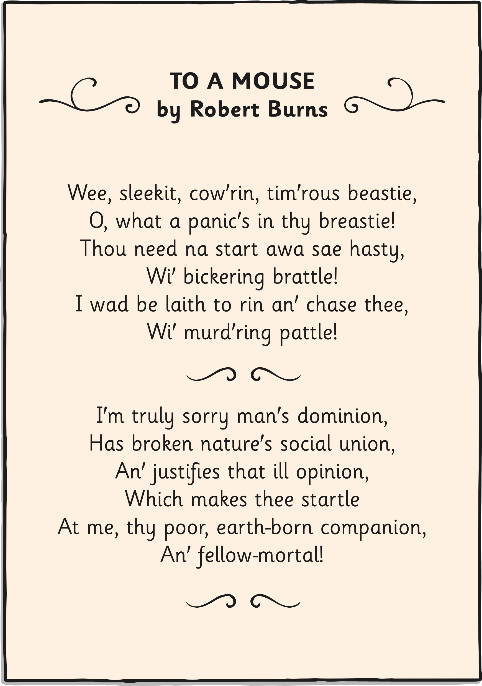 TO A MOUSE
by Robert Burns
Wee, sleekit, cow'rin, tim'rous beastie,
O, what a panic's in thy breastie!
Thou need na start awa sae hasty,
Wi' bickering brattle!
I wad be laith to rin an' chase thee,
Wi' murd'ring pattle!
I'm truly sorry man's dominion,
Has broken nature's social union,
An' justifies that ill opinion,
Which makes thee startle
At me, thy poor, earth-born companion,
An' fellow-mortal!